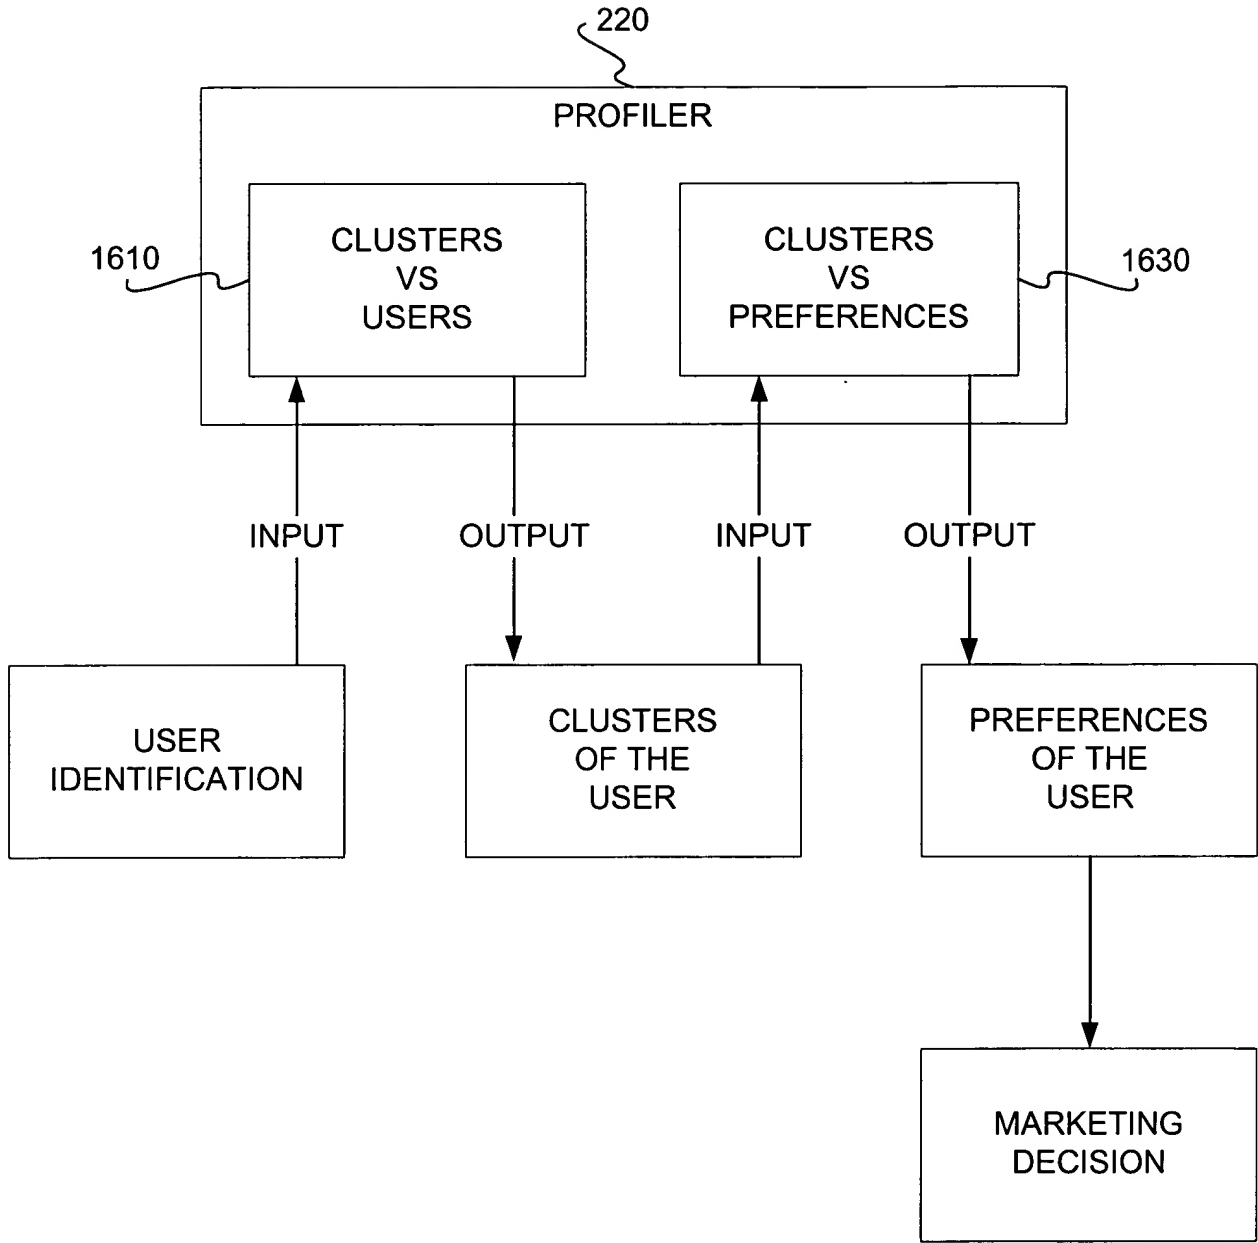 220
PROFILER
CLUSTERS
VS
USERS
CLUSTERS
VS
PREFERENCES
1610
1630
INPUT
OUTPUT
INPUT
OUTPUT
USER
IDENTIFICATION
CLUSTERS
OF THE
USER
PREFERENCES
OF THE
USER
MARKETING
DECISION